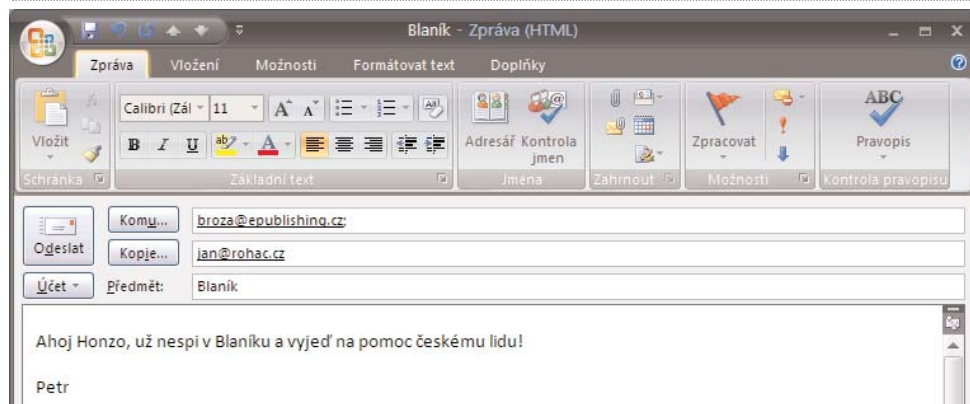 Blaník - Zpráva (HTML)
Zpráva Vložení Možnosti Formátovat text Doplňky
Calibri (Zál 11 A A
ABC
Vložit B I U ab A Adresář Kontrola jmen Zpracovat Pravopis
Schránka Základní text Jména Zahrnout Možnosti Kontrola pravopisu
Odeslat
Komu... broza@epublishing.cz;
Kopie... jan@rohac.cz
Účet Předmět: Blaník
Ahoj Honzo, už nespi v Blaníku a vyjeď na pomoc českému lidu!
Petr